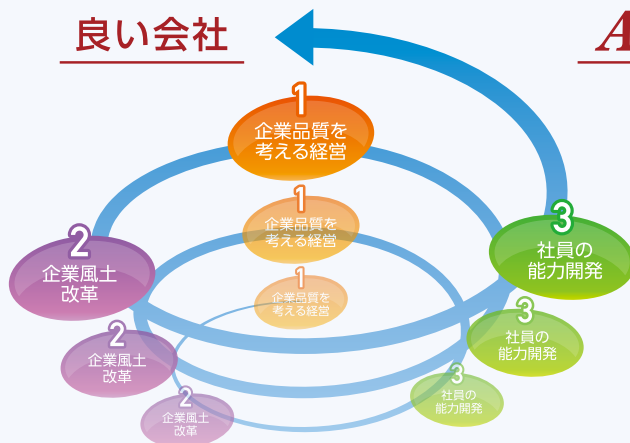 良い会社
A
1
企業品質を
考える経営
1
企業品質を
考える経営
1
企業品質を
考える経営
2
企業風土
改革
2
企業風土
改革
2
企業風土
改革
3
社員の
能力開発
3
社員の
能力開発
3
社員の
能力開発